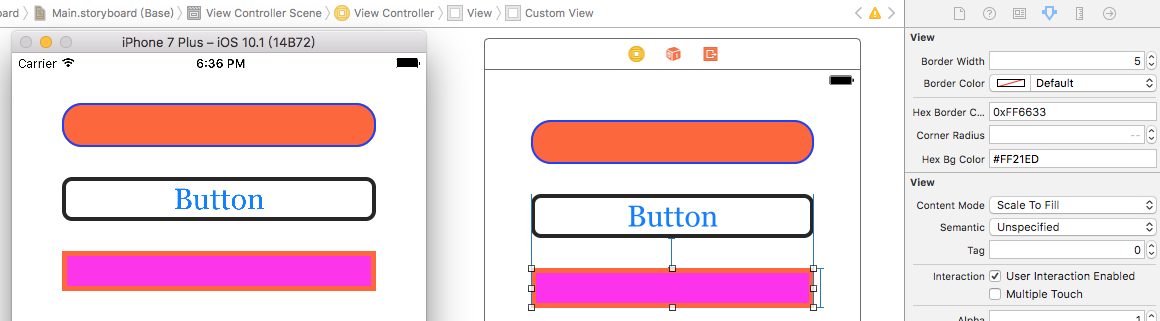 board
Main.storyboard (Base)
View Controller Scene
View Controller
View
Custom View
iPhone 7 Plus – iOS 10.1 (14B72)
Carrier
6:36 PM
Button
Button
View
Border Width
5
Border Color
Default
Hex Border C...
0xFF6633
Corner Radius
--
Hex Bg Color
#FF21ED
View
Content Mode
Scale To Fill
Semantic
Unspecified
Tag
0
Interaction
User Interaction Enabled
Multiple Touch
Alpha
1